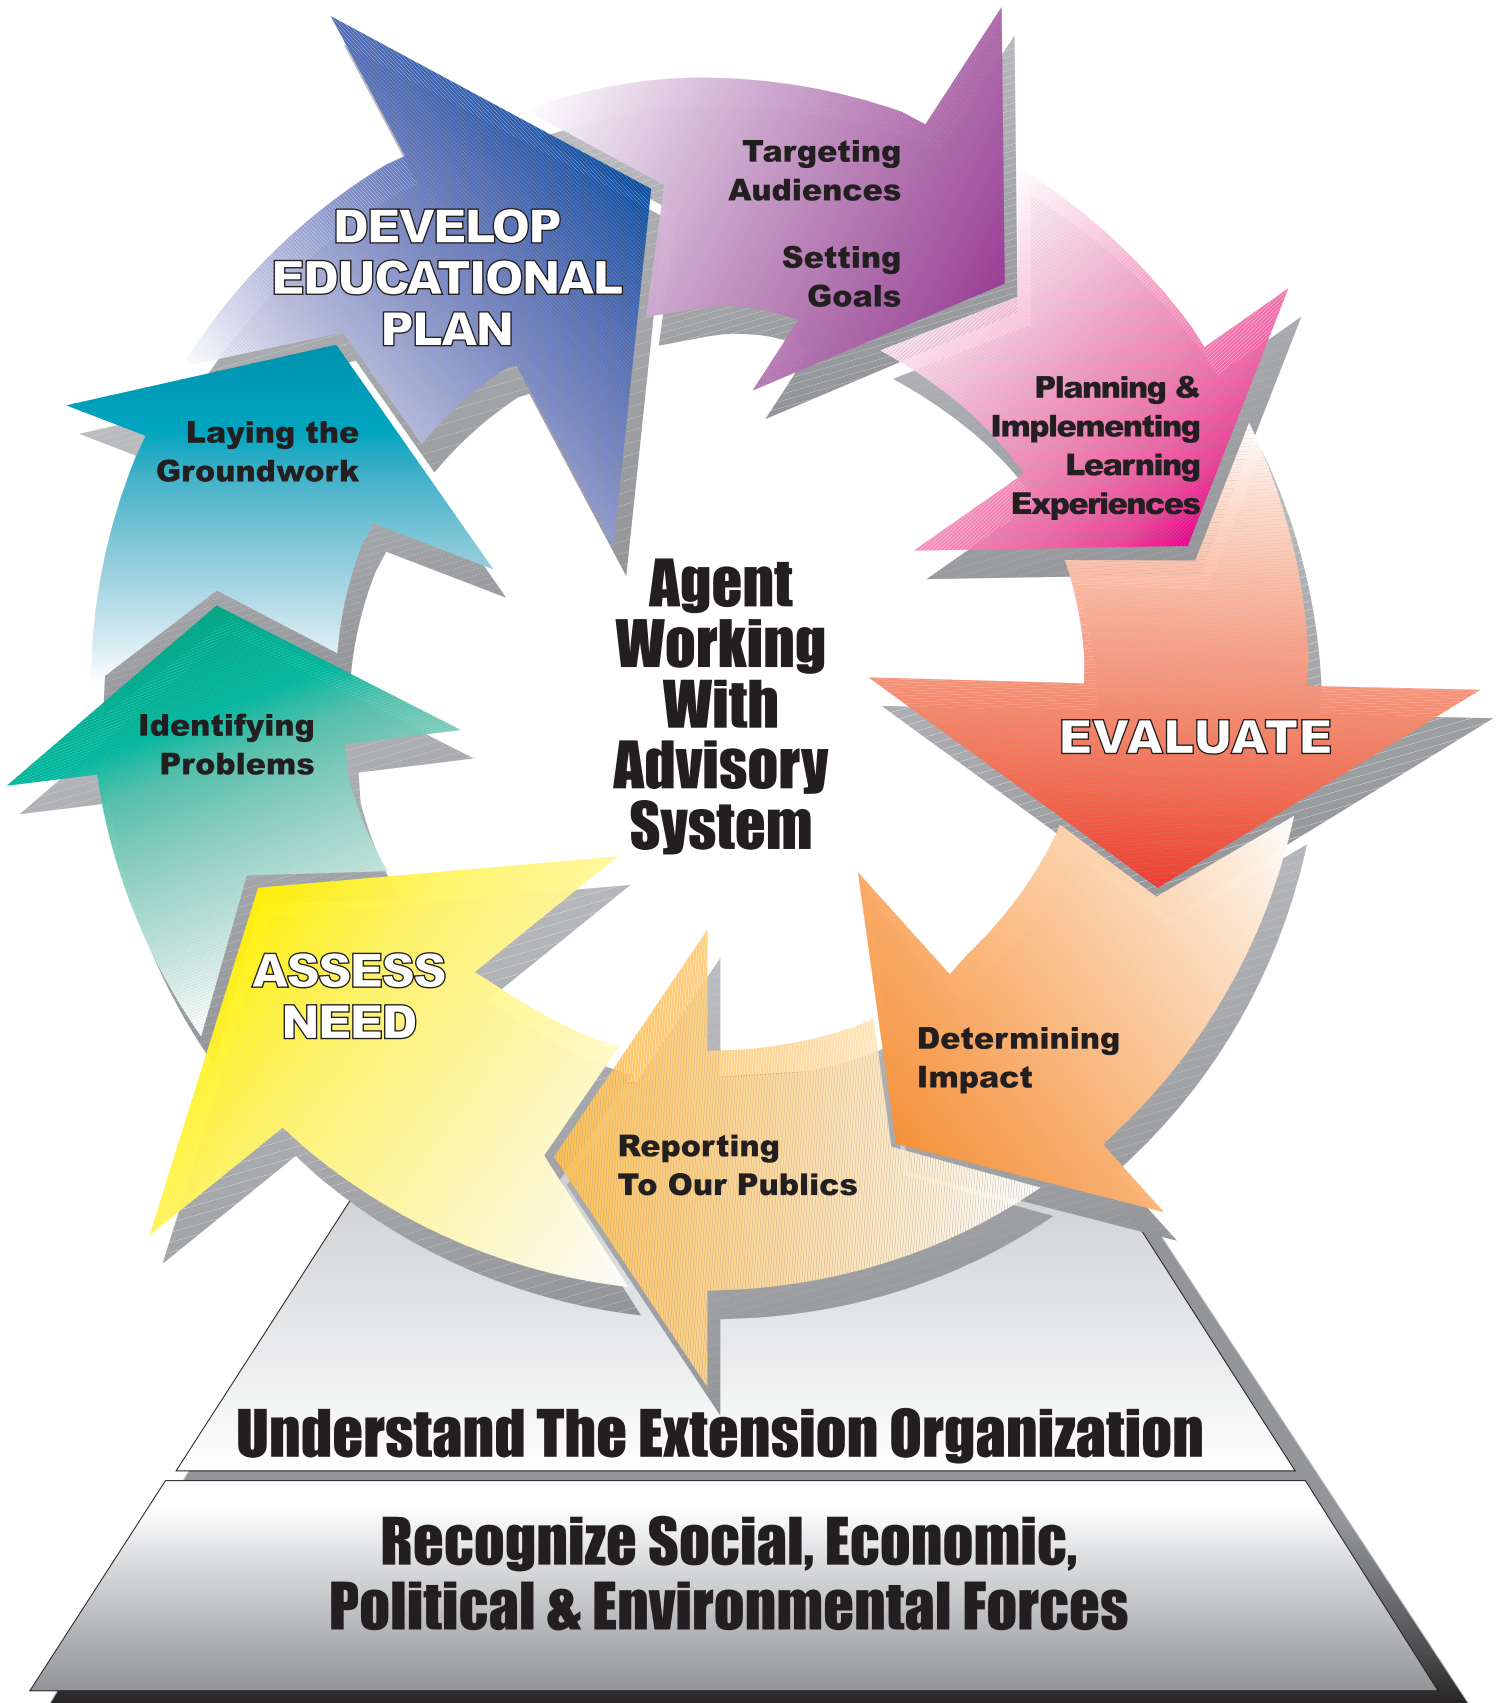 Targeting
Audiences
Setting
Goals
DEVELOP
EDUCATIONAL
PLAN
Planning &
Implementing
Learning
Experiences
Laying the
Groundwork
Agent
Working
With
Advisory
System
Identifying
Problems
EVALUATE
ASSESS
NEED
Determining
Impact
Reporting
To Our Publics
Understand The Extension Organization
Recognize Social, Economic,
Political & Environmental Forces